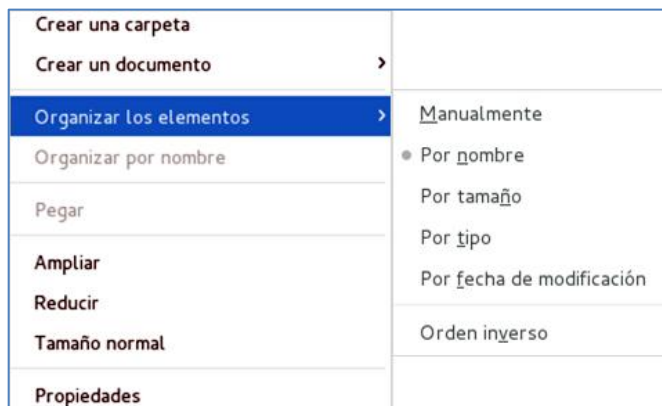 Crear una carpeta
Crear un documento
Organizar los elementos
Organizar por nombre
Pegar
Ampliar
Reducir
Tamaño normal
Propiedades
Manualmente
Por nombre
Por tamaño
Por tipo
Por fecha de modificación
Orden inverso